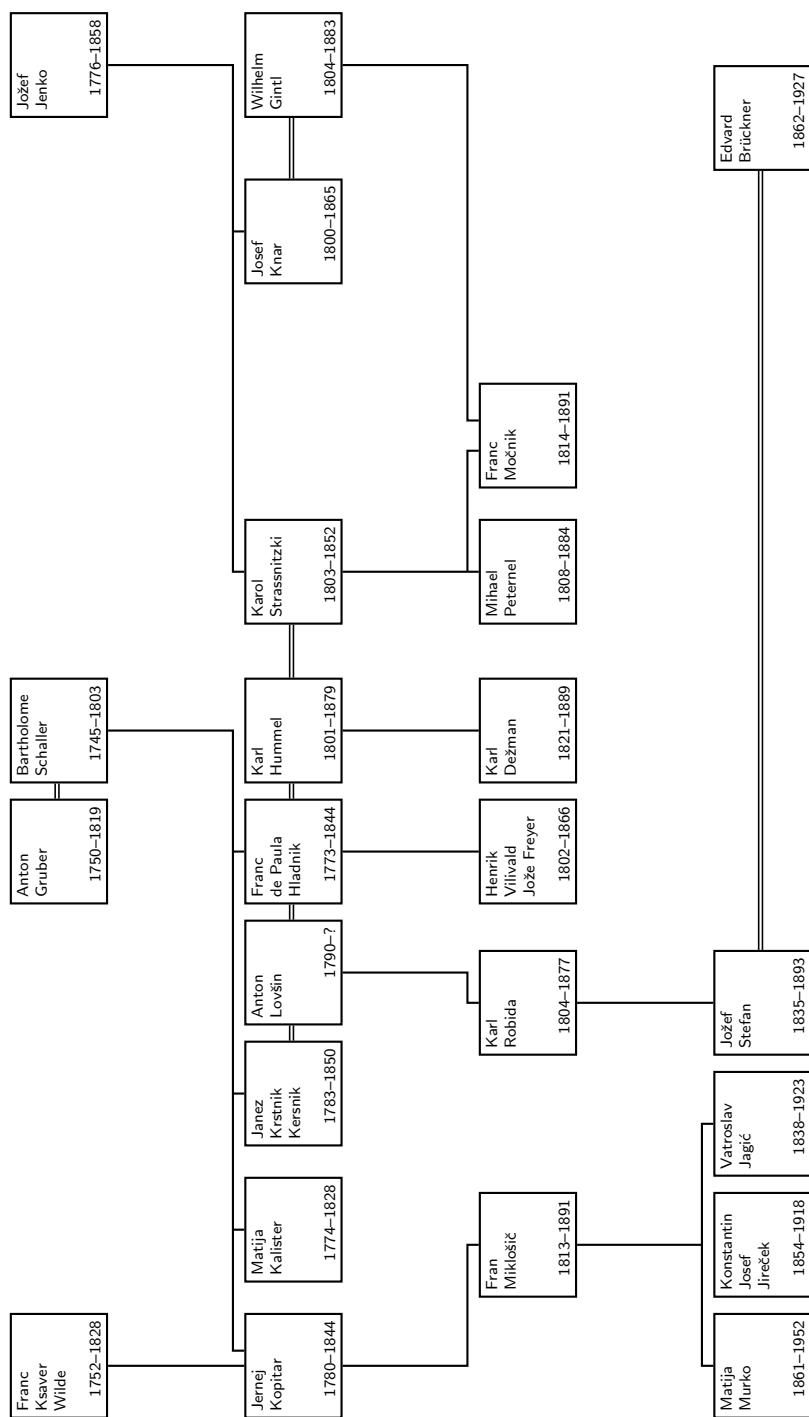 Franc
Ksaver
Wilde
1752–1828
Anton
Gruber
1750–1819
Bartholome
Schaller
1745–1803
Jožef
Jenko
1776–1858
Jernej
Kopitar
1780–1844
Matija
Kalister
1774–1828
Janez
Krstnik
Kersnik
1783–1850
Anton
Lovšin
1790–?
Franc
de Paula
Hladnik
1773–1844
Karl
Hummel
1801–1879
Karol
Strassnitzki
1803–1852
Josef
Knar
1800–1865
Wilhelm
Gintl
1804–1883
Fran
Miklošič
1813–1891
Karl
Robida
1804–1877
Henrik
Vilivald
Jože Freyer
1802–1866
Karl
Dežman
1821–1889
Mihael
Peternel
1808–1884
Franc
Močnik
1814–1891
Matija
Murko
1861–1952
Konstantin
Josef
Jireček
1854–1918
Vatroslav
Jagić
1838–1923
Jožef
Stefan
1835–1893
Edvard
Brückner
1862–1927